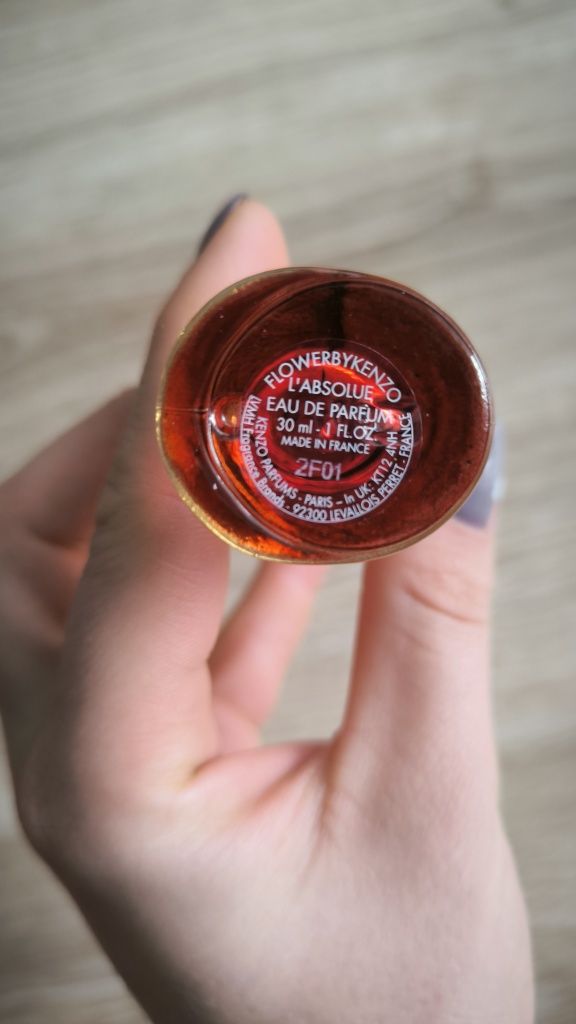 FLOWERBYKENZO
L'ABSOLUE
EAU DE PARFUM
30 ml - 1 FL.OZ.
MADE IN FRANCE
2F01
KENZO PARFUMS - PARIS – in UK: KT12 4NH
LVMH Fragrance Brands - 92300 LEVALLOIS PERRET - FRANCE